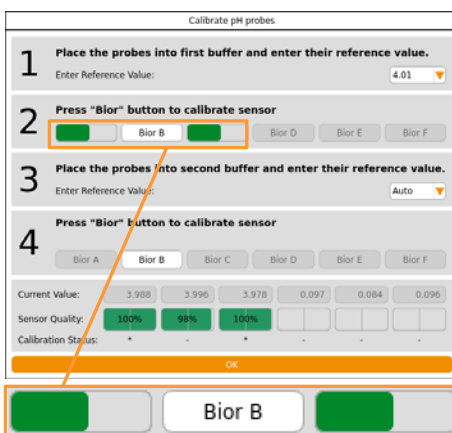 Calibrate pH probes
1 Place the probes into first buffer and enter their reference value.
Enter Reference Value: 4.01
2 Press "Bior" button to calibrate sensor
Bior B Bior D Bior E Bior F
3 Place the probes into second buffer and enter their reference value.
Enter Reference Value: Auto
4 Press "Bior" button to calibrate sensor
Bior A Bior B Bior C Bior D Bior E Bior F
Current Value: 3.988 3.996 3.978 0.097 0.084 0.096
Sensor Quality: 100% 98% 100%
Calibration Status: * - * - - -
OK
Bior B